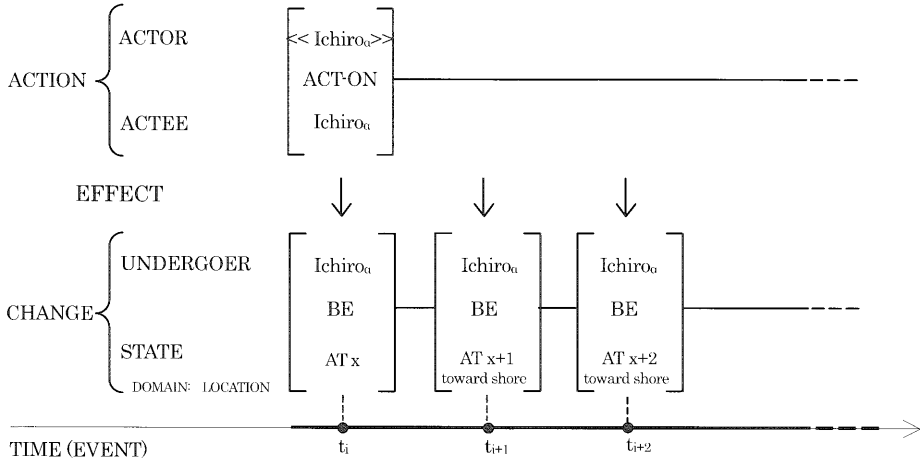 ACTOR << Ichiroα >>
ACTION ACT-ON
ACTEE Ichiroα
EFFECT
UNDERGOER Ichiroα Ichiroα Ichiroα
CHANGE BE BE BE
STATE AT x AT x+1 AT x+2
toward shore toward shore
DOMAIN: LOCATION
TIME (EVENT) ti ti+1 ti+2